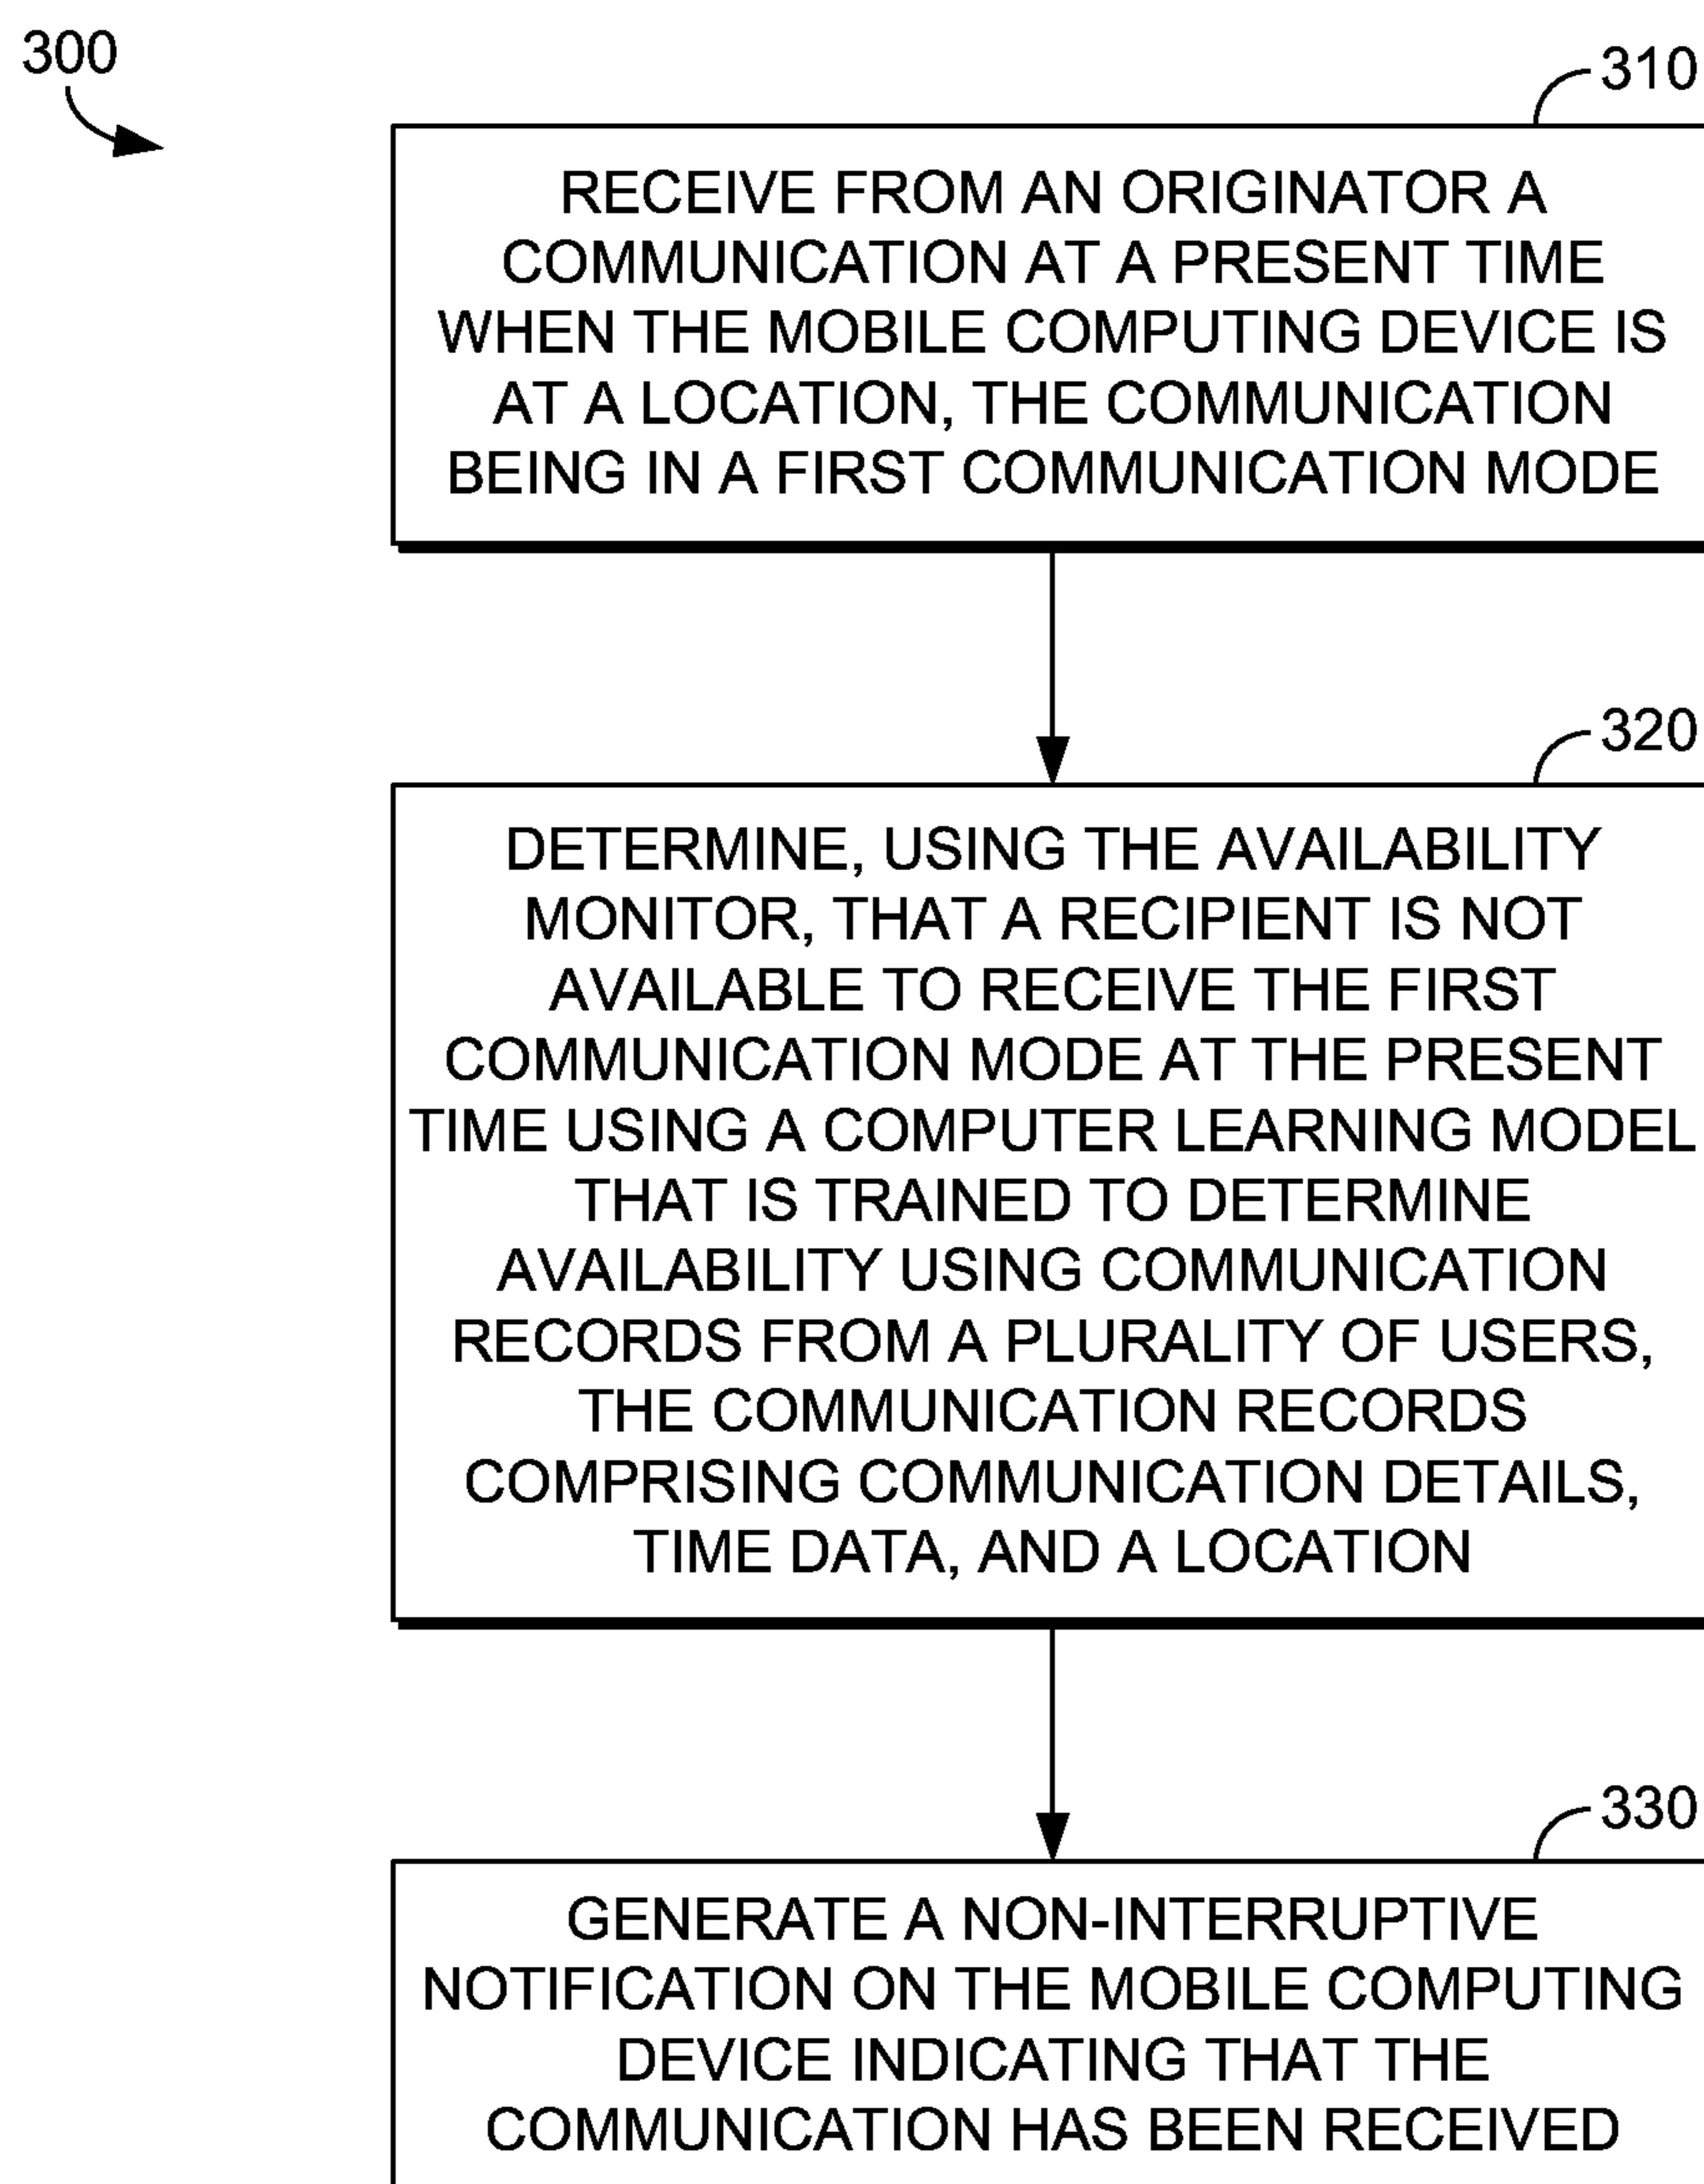 300
310
RECEIVE FROM AN ORIGINATOR A
COMMUNICATION AT A PRESENT TIME
WHEN THE MOBILE COMPUTING DEVICE IS
AT A LOCATION, THE COMMUNICATION
BEING IN A FIRST COMMUNICATION MODE
320
DETERMINE, USING THE AVAILABILITY
MONITOR, THAT A RECIPIENT IS NOT
AVAILABLE TO RECEIVE THE FIRST
COMMUNICATION MODE AT THE PRESENT
TIME USING A COMPUTER LEARNING MODEL
THAT IS TRAINED TO DETERMINE
AVAILABILITY USING COMMUNICATION
RECORDS FROM A PLURALITY OF USERS,
THE COMMUNICATION RECORDS
COMPRISING COMMUNICATION DETAILS,
TIME DATA, AND A LOCATION
330
GENERATE A NON-INTERRUPTIVE
NOTIFICATION ON THE MOBILE COMPUTING
DEVICE INDICATING THAT THE
COMMUNICATION HAS BEEN RECEIVED